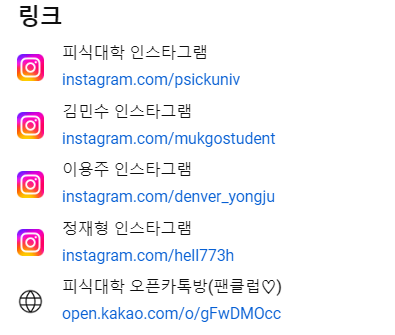 링크
피식대학 인스타그램
instagram.com/psickuniv
김민수 인스타그램
instagram.com/mukgostudent
이용주 인스타그램
instagram.com/denver_yongju
정재형 인스타그램
instagram.com/hell773h
피식대학 오픈카톡방(팬클럽♡)
open.kakao.com/o/gFwDMOcc